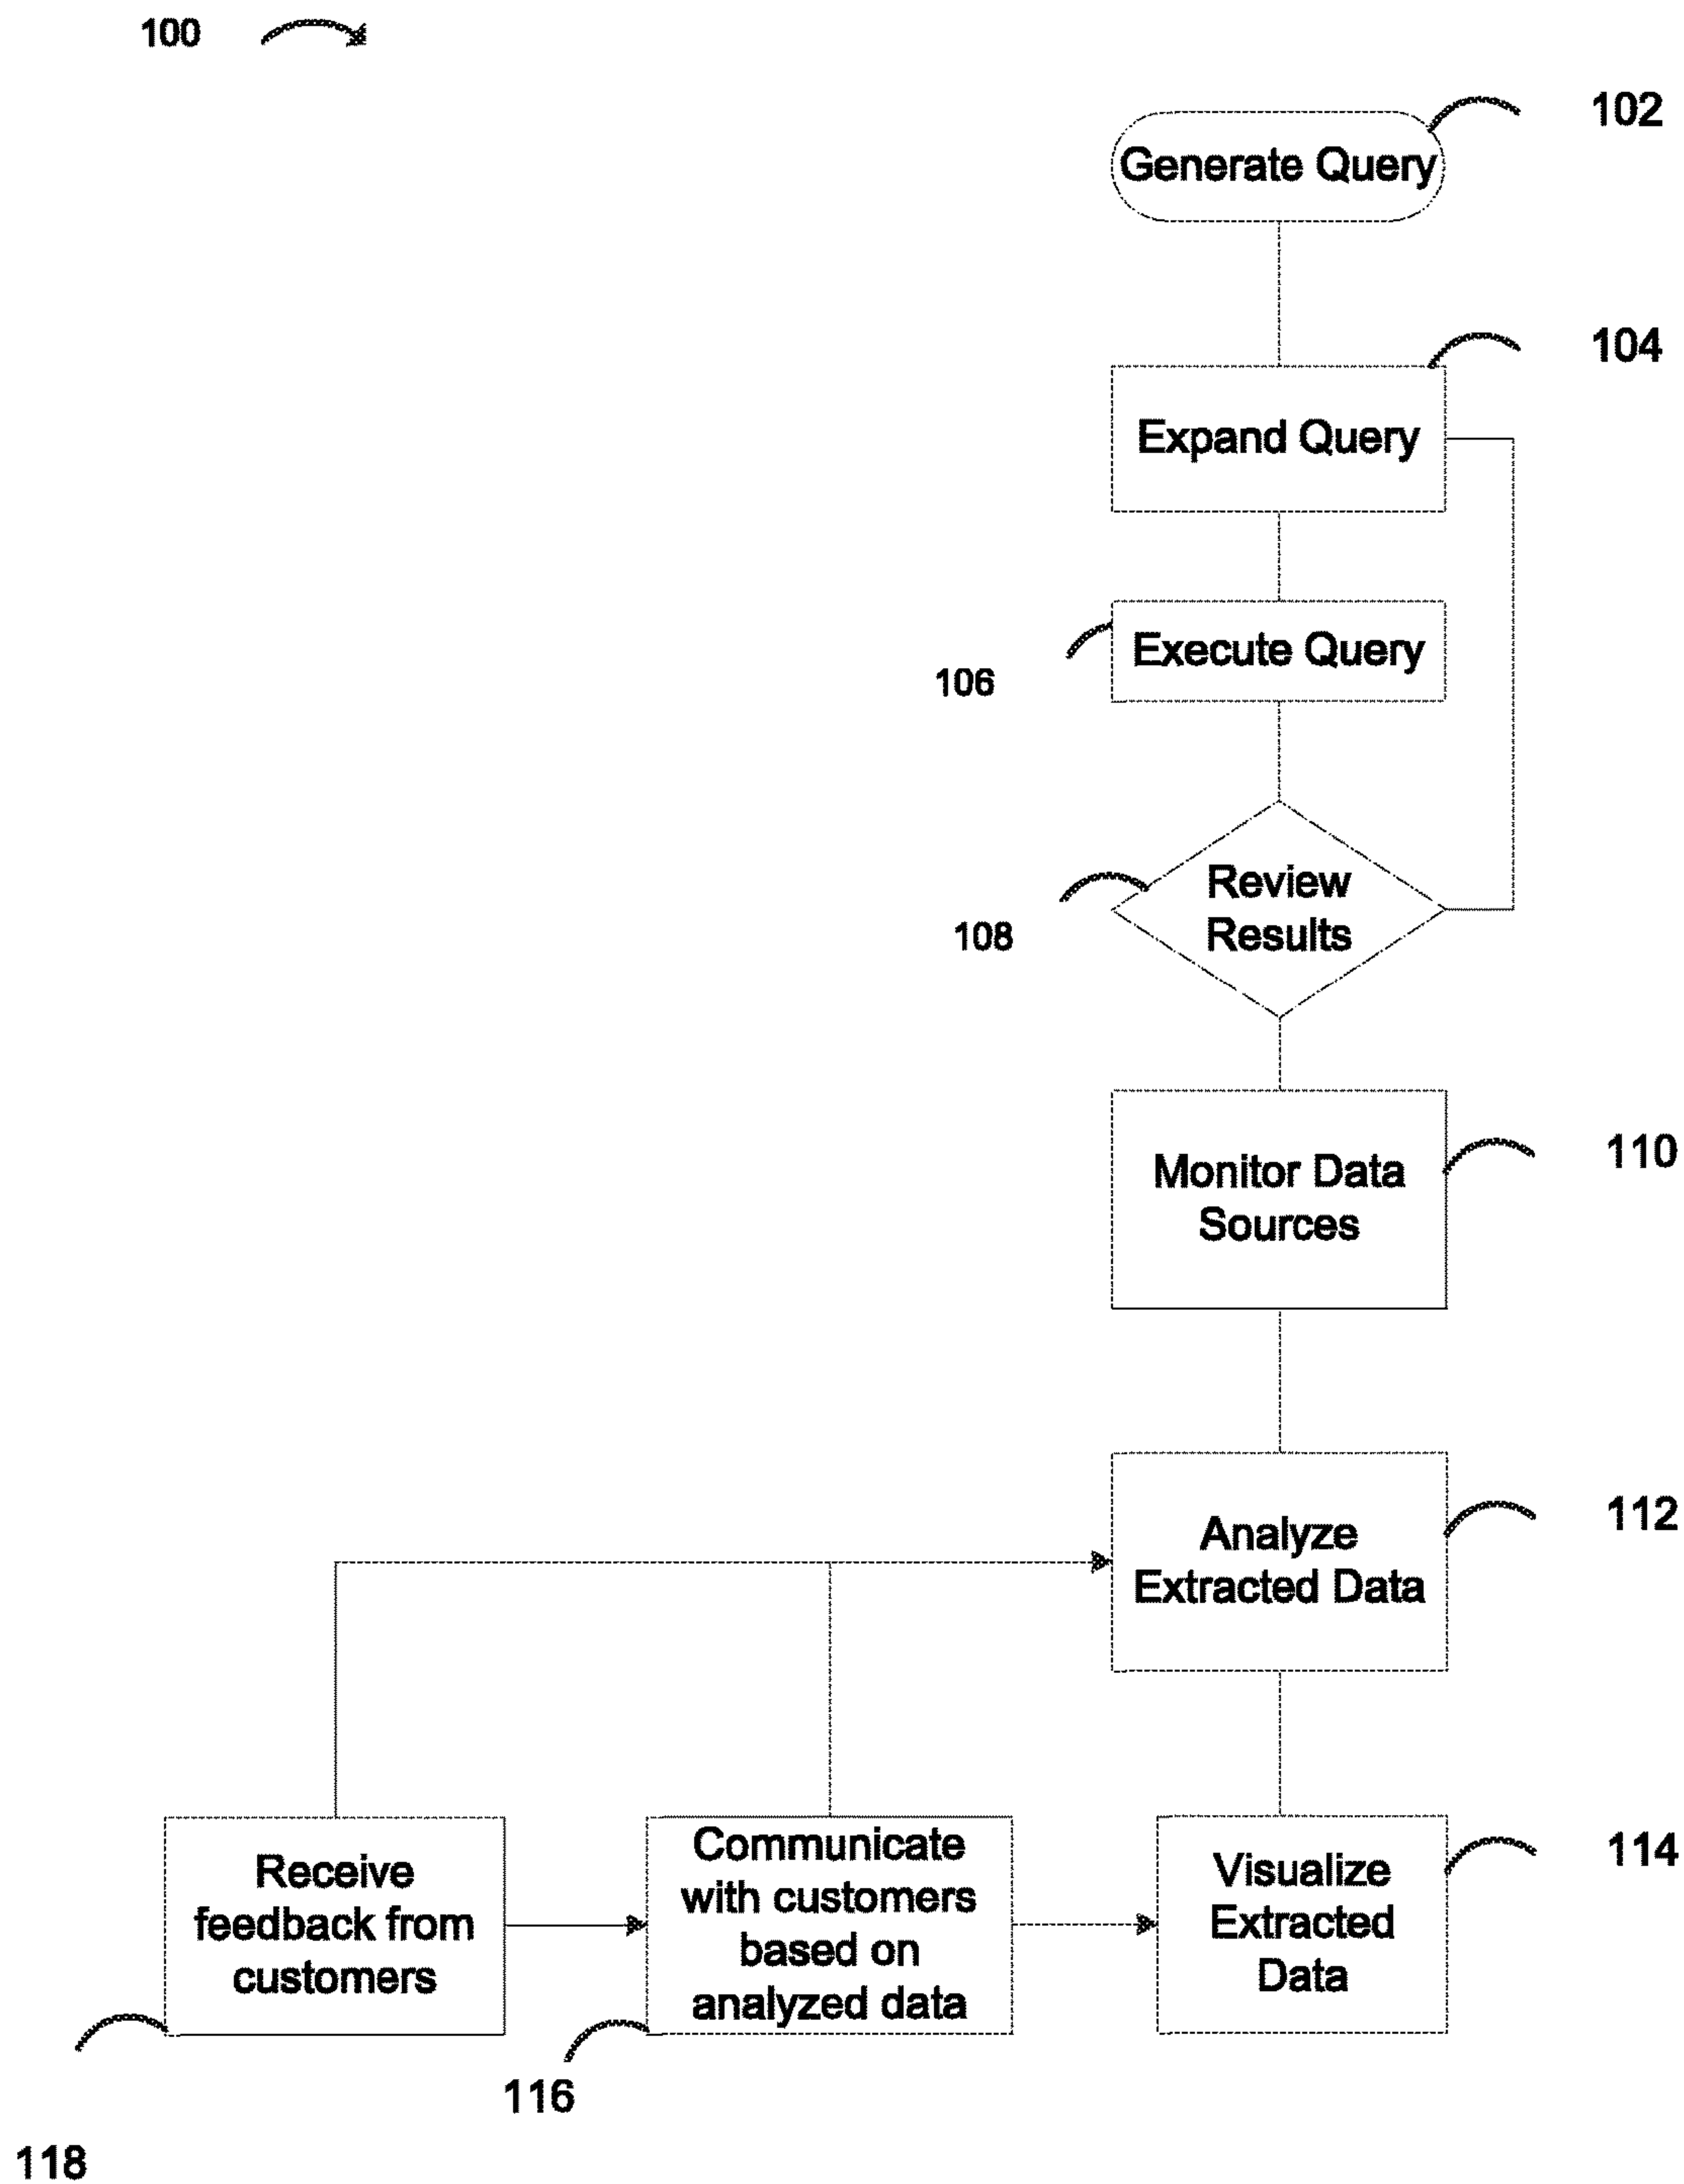 100
102
Generate Query
104
Expand Query
Execute Query
106
Review
Results
108
110
Monitor Data
Sources
112
Analyze
Extracted Data
114
Receive
feedback from
customers
Communicate
with customers
based on
analyzed data
Visualize
Extracted
Data
116
118